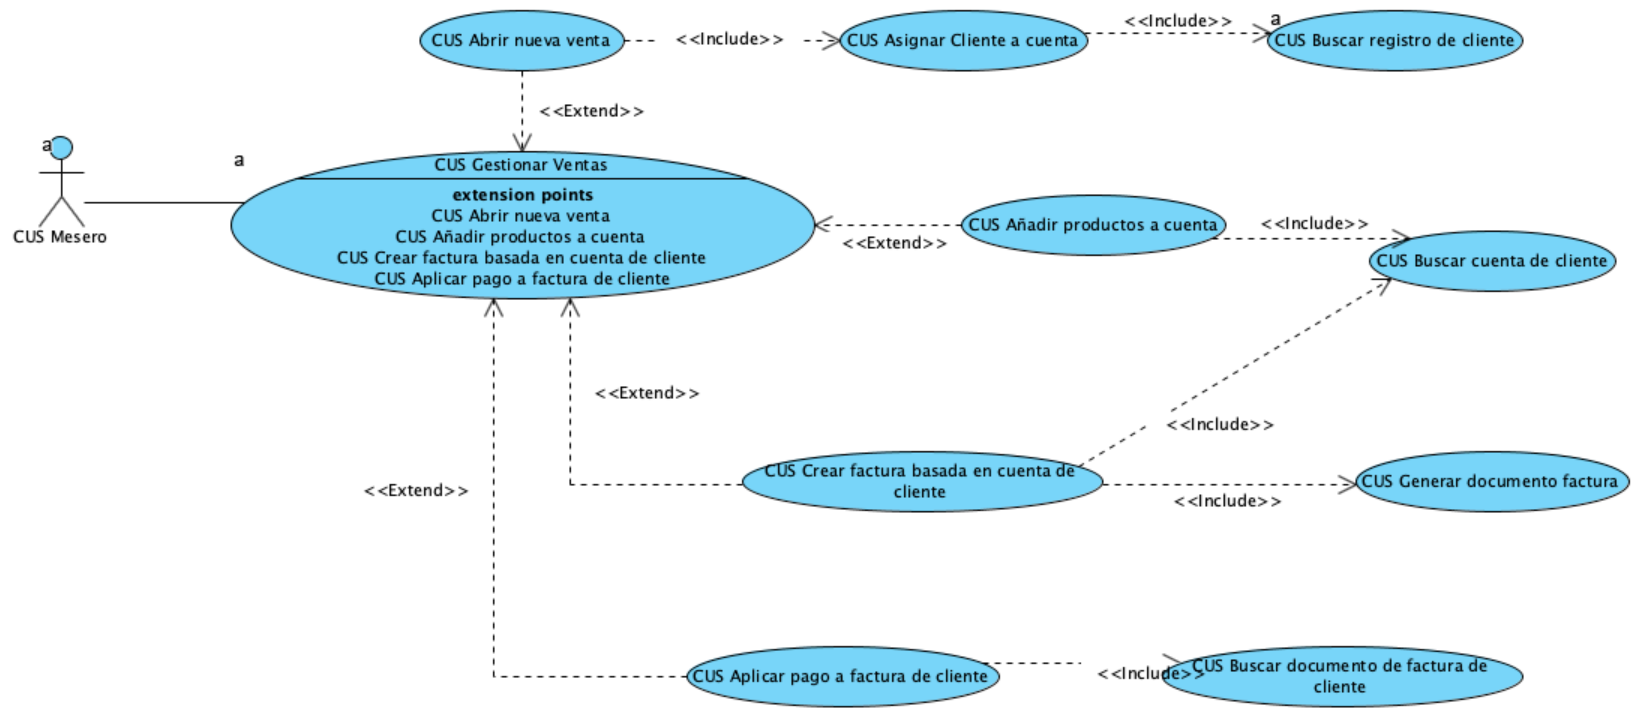 <<Include>>
a
CUS Abrir nueva venta
<<Include>>
CUS Asignar Cliente a cuenta
CUS Buscar registro de cliente
<<Extend>>
a
a
CUS Mesero
CUS Gestionar Ventas
extension points
CUS Abrir nueva venta
CUS Añadir productos a cuenta
CUS Crear factura basada en cuenta de cliente
CUS Aplicar pago a factura de cliente
<<Extend>>
CUS Añadir productos a cuenta
<<Include>>
CUS Buscar cuenta de cliente
<<Extend>>
<<Include>>
<<Extend>>
CUS Crear factura basada en cuenta de
cliente
<<Include>>
CUS Generar documento factura
CUS Aplicar pago a factura de cliente
<<Include>>
CUS Buscar documento de factura de
cliente